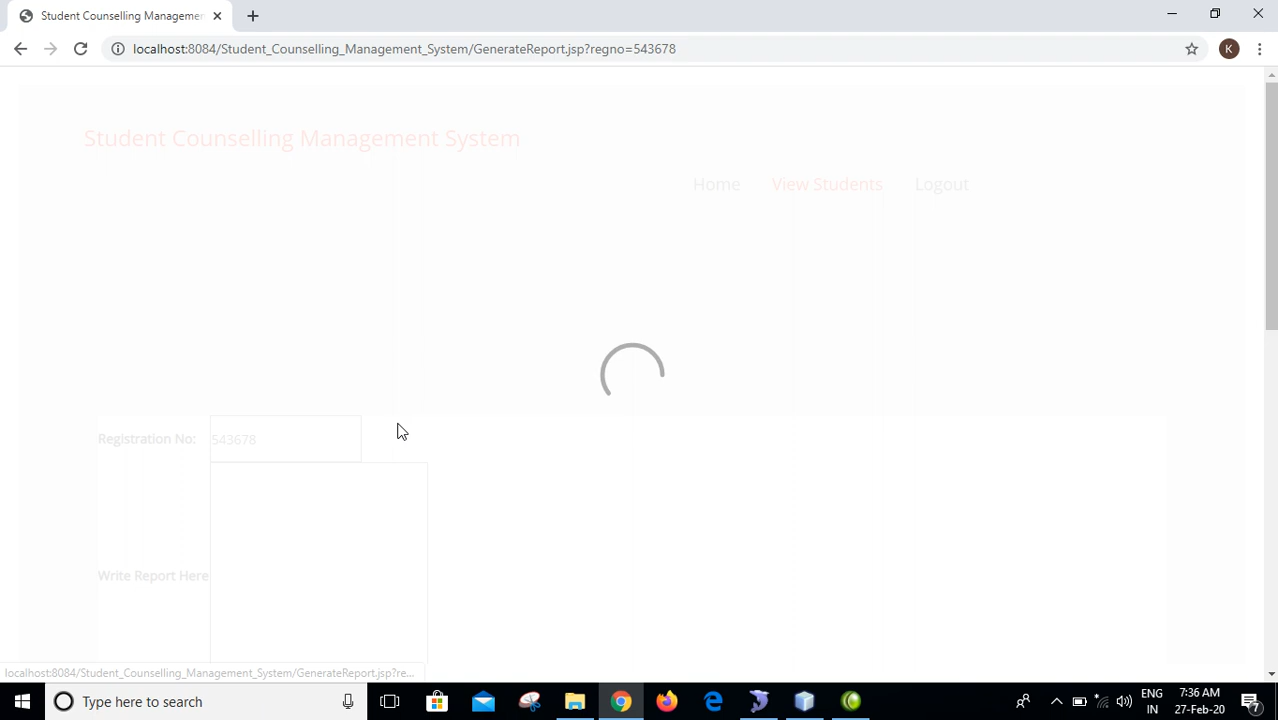 Student Counselling Managemen
localhost:8084/Student_Counselling_Management_System/GenerateReport.jsp?regno=543678
K
Student Counselling Management System
Home View Students Logout
Registration No: 543678
Write Report Here
localhost:8084/Student_Counselling_Management_System/GenerateReport.jsp?re...
Type here to search
ENG 7:36 AM
IN 27-Feb-20 7